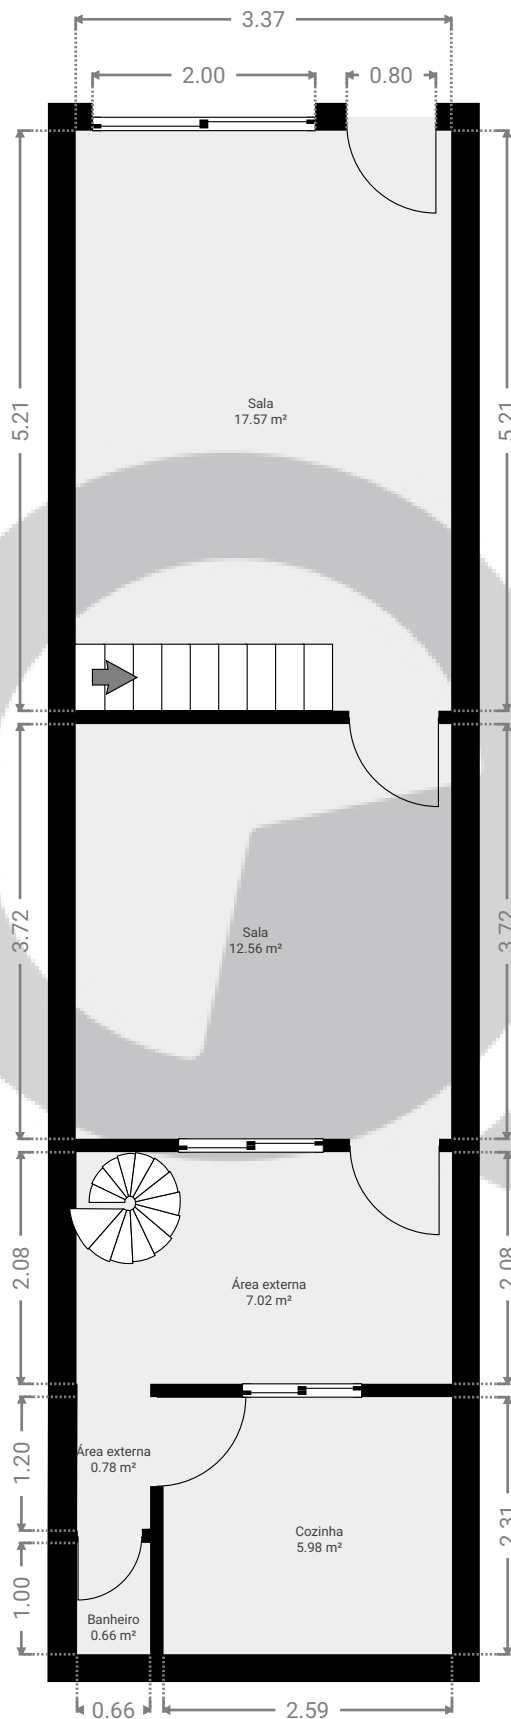 3.37
2.00
0.80
5.21
5.21
Sala
17.57 m²
3.72
3.72
Sala
12.56 m²
2.08
2.08
Área externa
7.02 m²
1.20
Área externa
0.78 m²
2.31
Cozinha
5.98 m²
1.00
Banheiro
0.66 m²
0.66
2.59